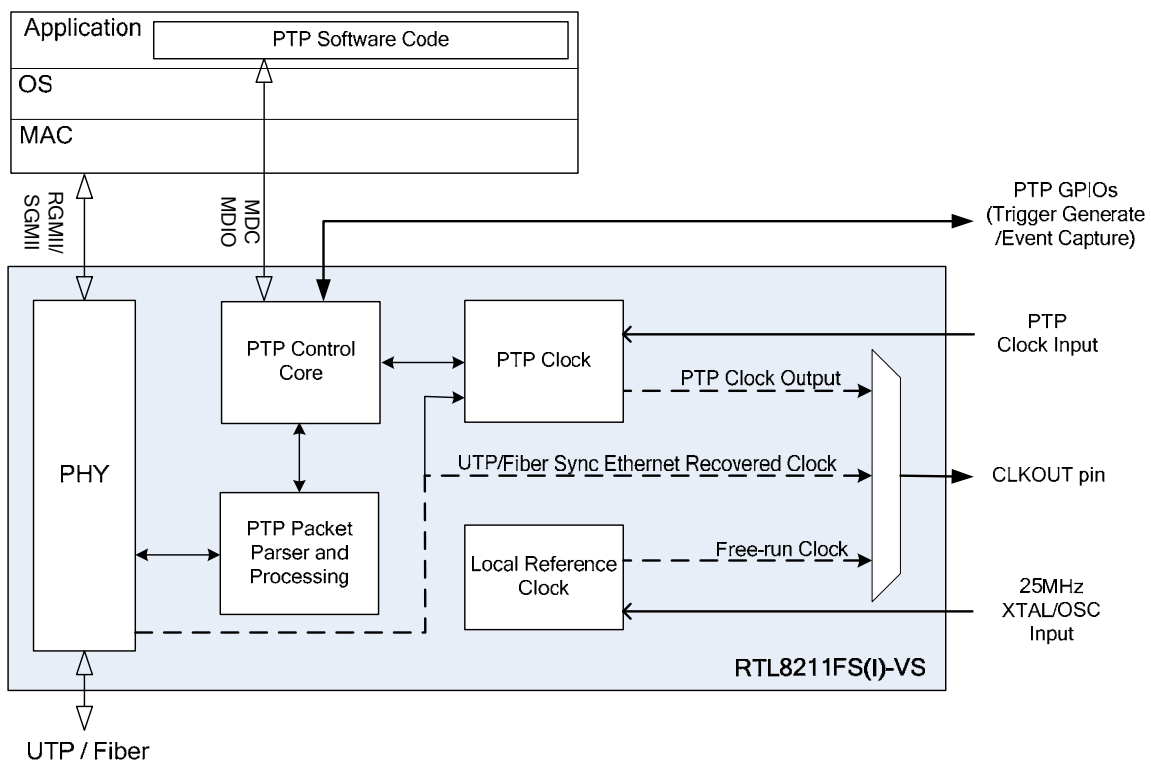 Application
PTP Software Code
OS
MAC
RGMII/
SGMII
MDC
MDIO
PTP GPIOs
(Trigger Generate
/Event Capture)
PTP Control
Core
PTP Clock
PTP
Clock Input
PTP Clock Output
PHY
UTP/Fiber Sync Ethernet Recovered Clock
CLKOUT pin
PTP Packet
Parser and
Processing
Local Reference
Clock
Free-run Clock
25MHz
XTAL/OSC
Input
RTL8211FS(I)-VS
UTP / Fiber